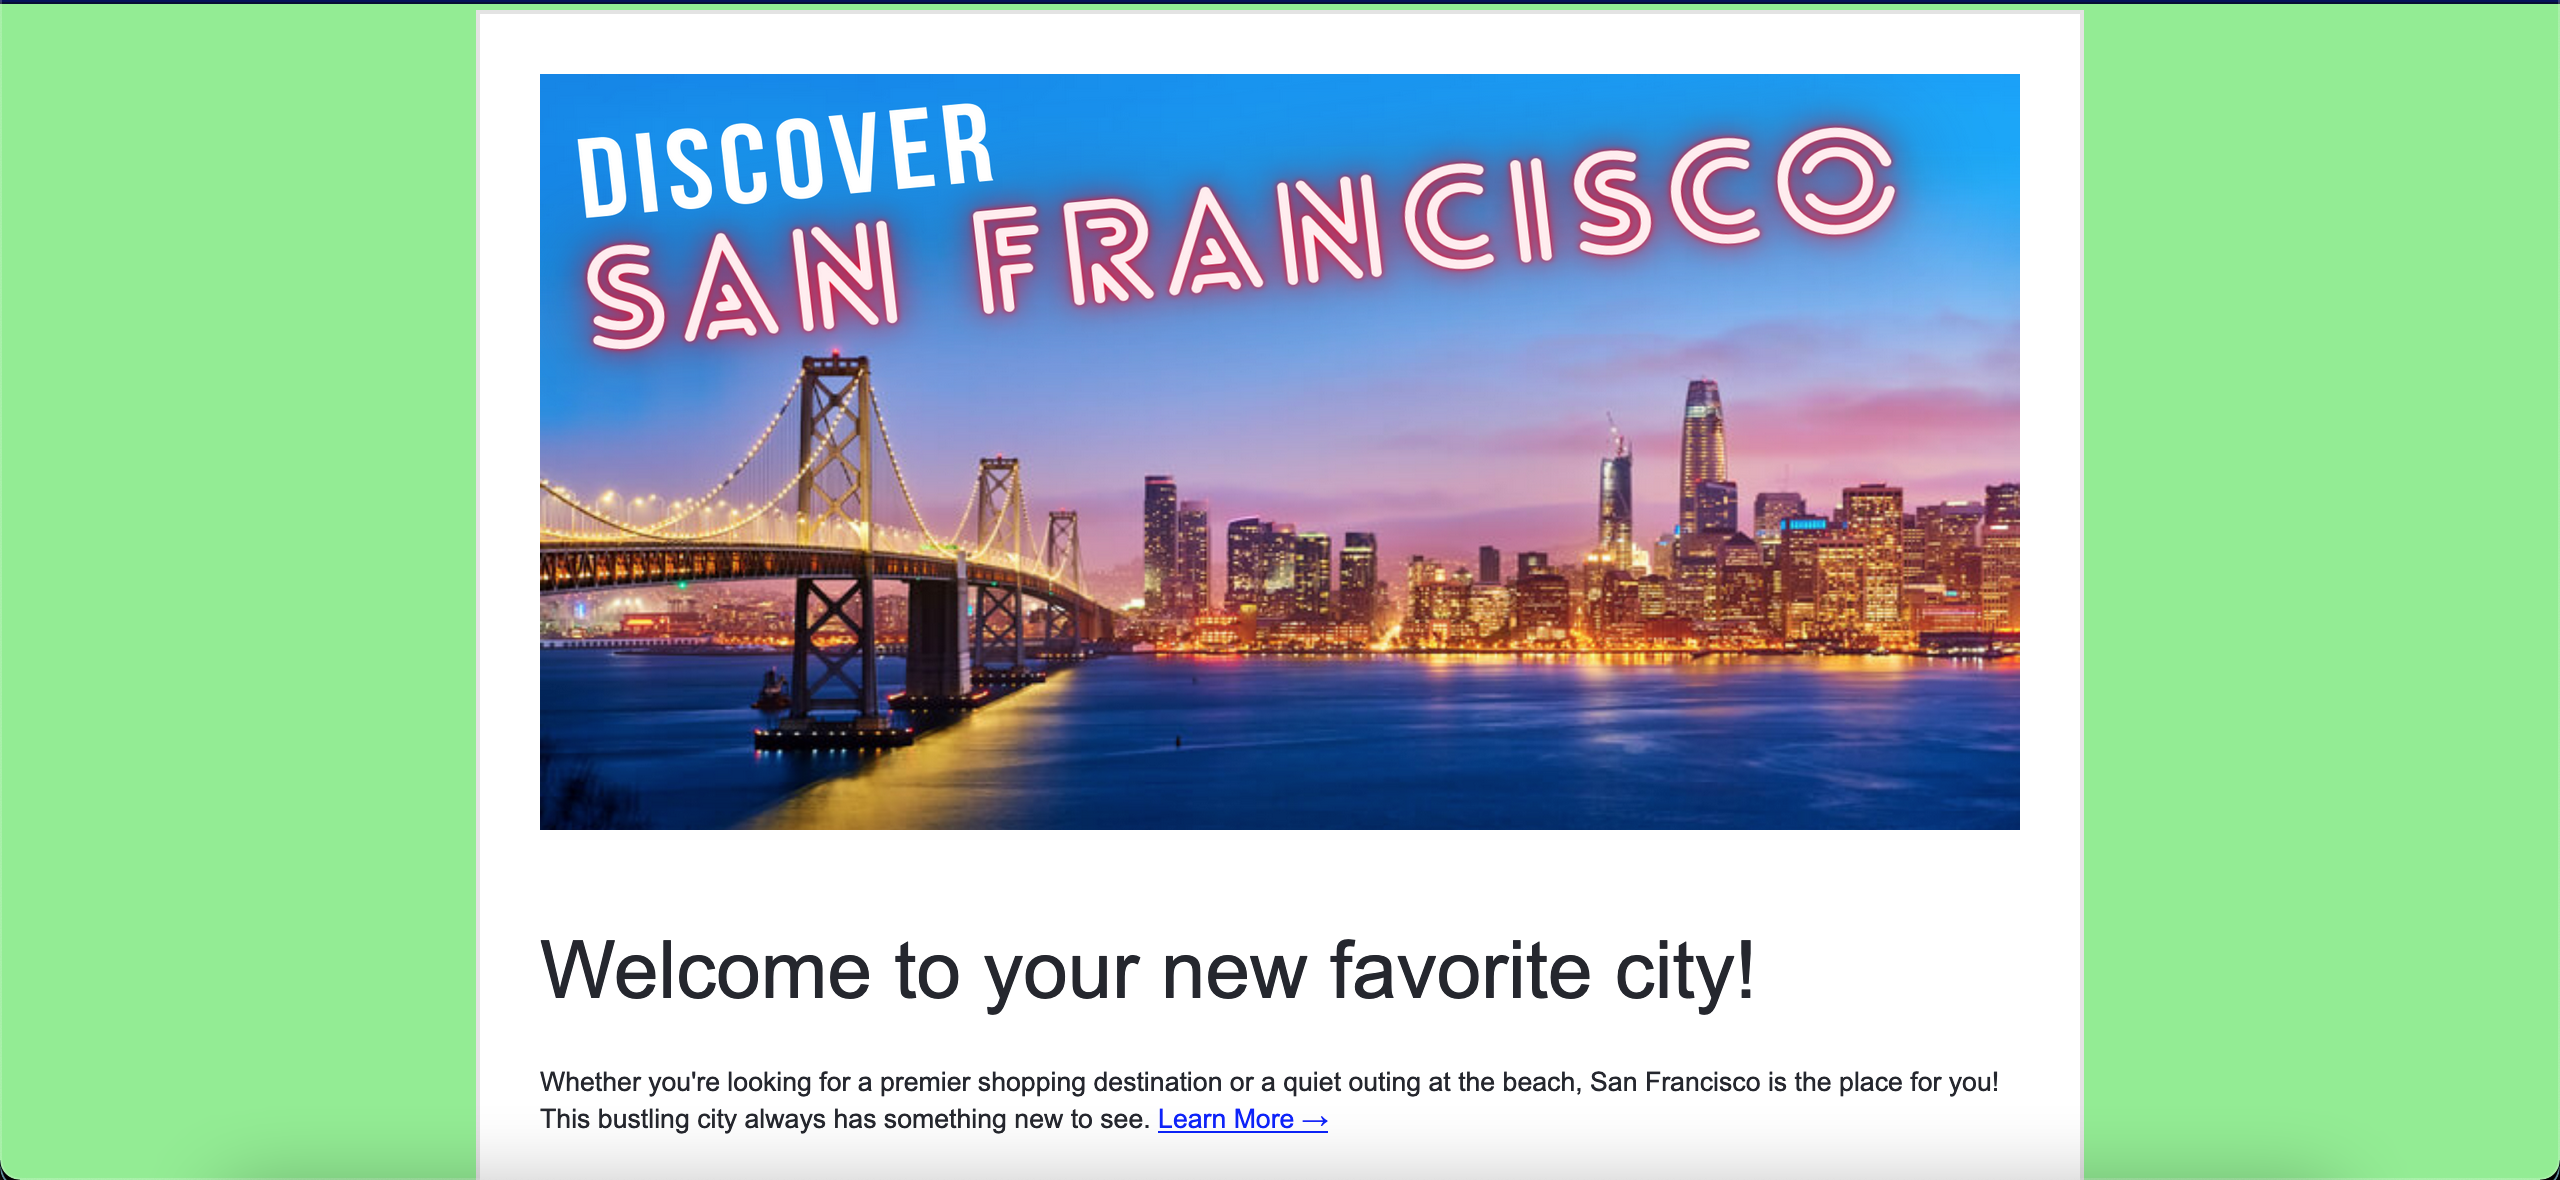 DISCOVER
SAN FRANCISCO
Welcome to your new favorite city!
Whether you're looking for a premier shopping destination or a quiet outing at the beach, San Francisco is the place for you!
This bustling city always has something new to see. Learn More →